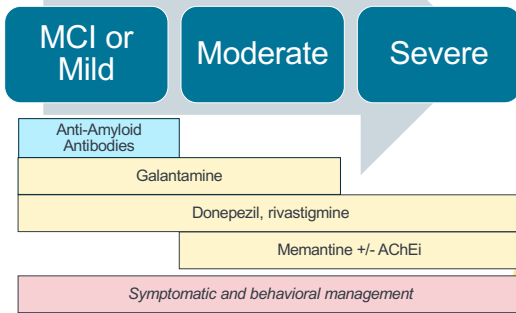 MCI or
Mild
Moderate
Severe
Anti-Amyloid
Antibodies
Galantamine
Donepezil, rivastigmine
Memantine +/- AChEi
Symptomatic and behavioral management